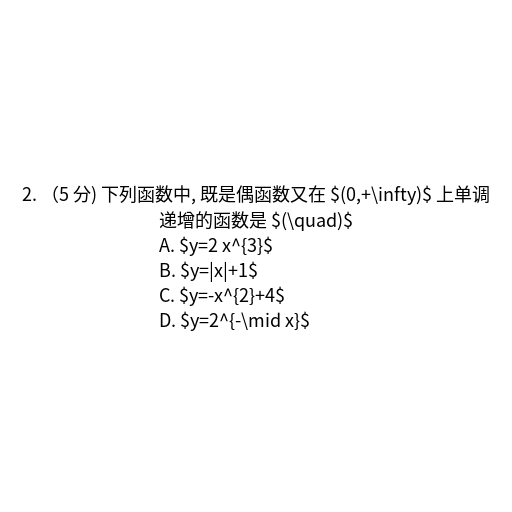 2. （5 分) 下列函数中, 既是偶函数又在 $(0,+\infty)$ 上单调
递增的函数是 $(\quad)$
A. $y=2 x^{3}$
B. $y=|x|+1$
C. $y=-x^{2}+4$
D. $y=2^{-\mid x}$